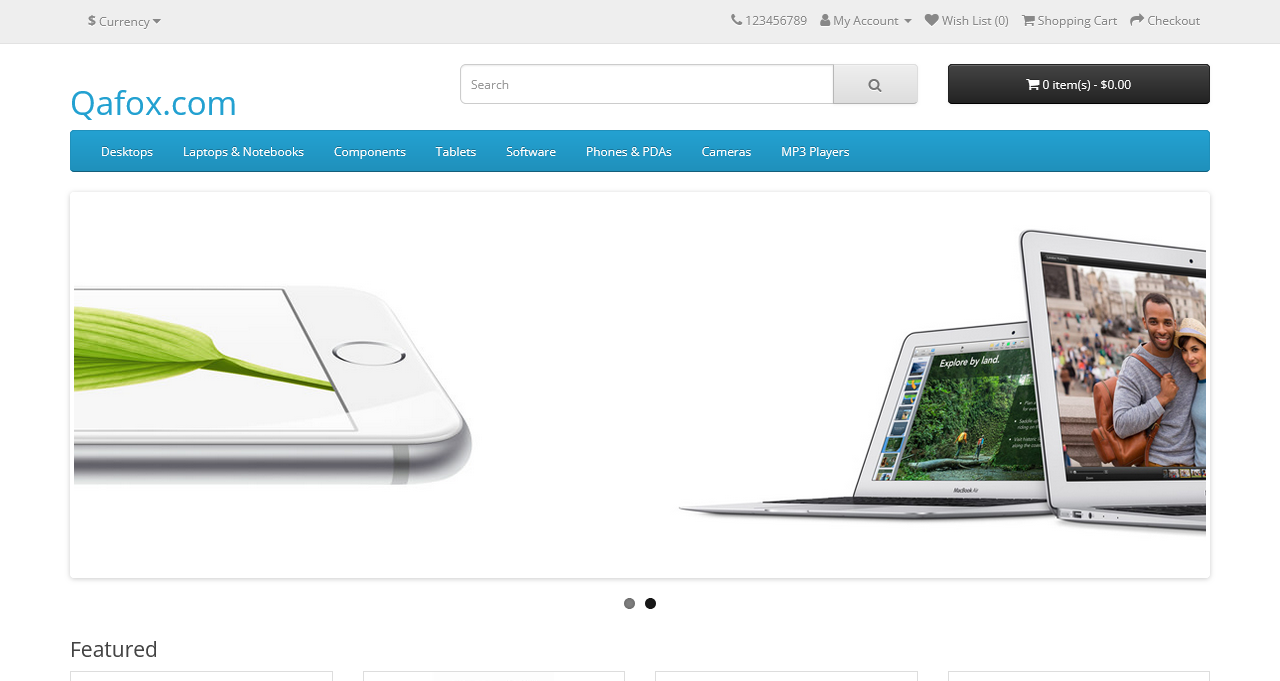 $ Currency
123456789 My Account Wish List (0) Shopping Cart Checkout
Qafox.com
Search
0 item(s) - $0.00
Desktops Laptops & Notebooks Components Tablets Software Phones & PDAs Cameras MP3 Players
Explore by land.
MacBook Air
Featured